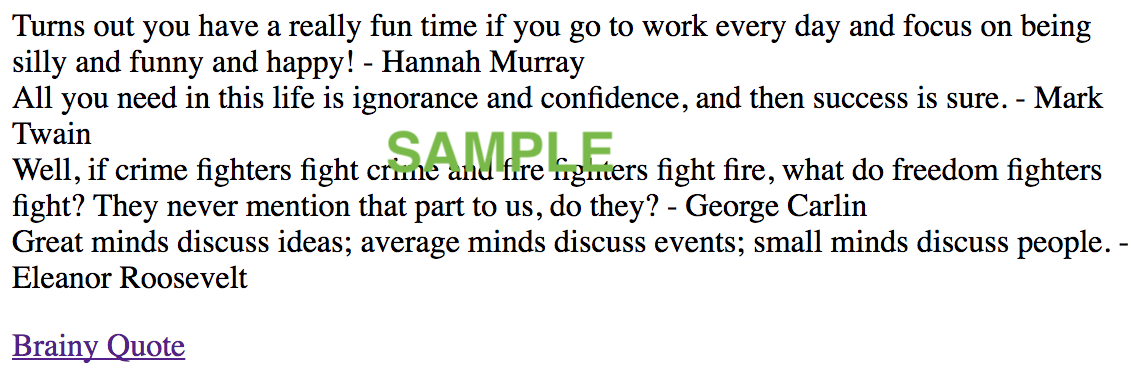 Turns out you have a really fun time if you go to work every day and focus on being
silly and funny and happy! - Hannah Murray
All you need in this life is ignorance and confidence, and then success is sure. - Mark
Twain
SAMPLE
Well, if crime fighters fight crime and fire fighters fight fire, what do freedom fighters
fight? They never mention that part to us, do they? - George Carlin
Great minds discuss ideas; average minds discuss events; small minds discuss people. -
Eleanor Roosevelt
Brainy Quote